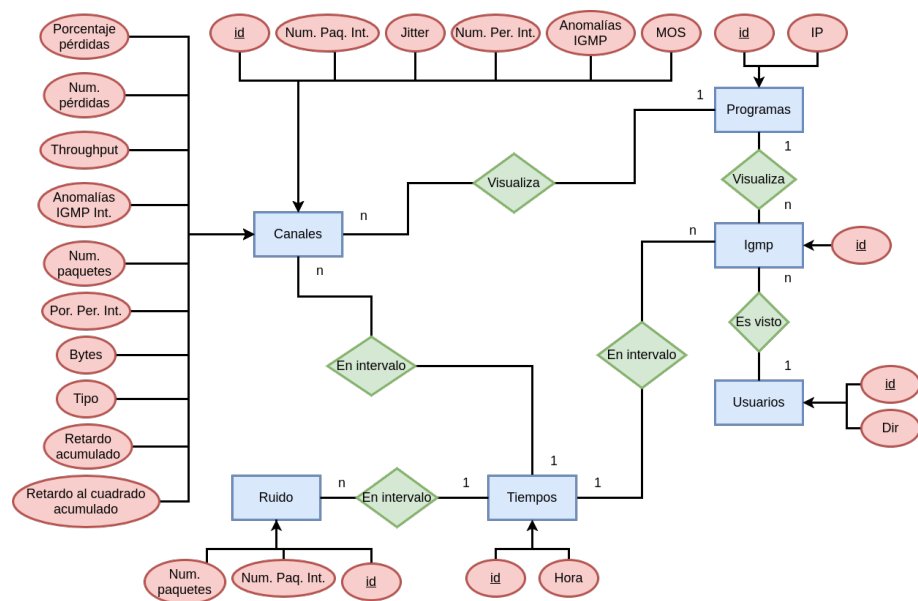 Porcentaje
pérdidas
id
Num. Paq. Int.
Jitter
Num. Per. Int.
Anomalías
IGMP
MOS
id
IP
Num.
pérdidas
1
Programas
Throughput
1
Visualiza
Visualiza
Anomalías
IGMP Int.
n
n
Canales
n
Igmp
id
Num.
paquetes
n
n
Por. Per. Int.
Es visto
Bytes
En intervalo
En intervalo
1
Tipo
Usuarios
id
Dir
Retardo
acumulado
1
Retardo al cuadrado
acumulado
Ruido
n
En intervalo
1
Tiempos
1
Num.
paquetes
Num. Paq. Int.
id
id
Hora